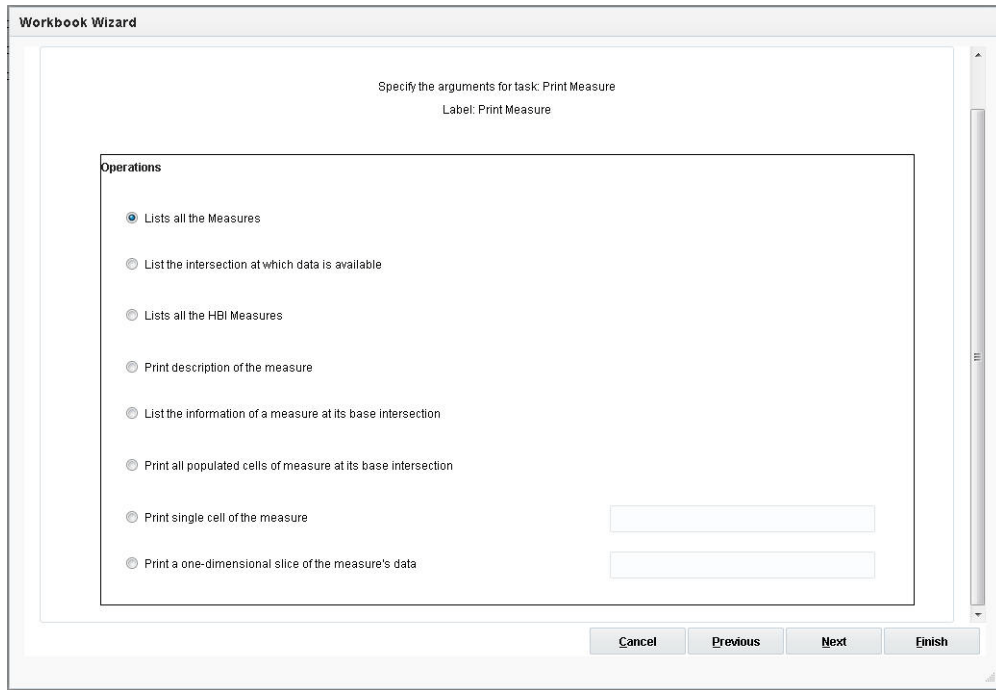 Workbook Wizard
Specify the arguments for task: Print Measure
Label: Print Measure
Operations
Lists all the Measures
List the intersection at which data is available
Lists all the HBI Measures
Print description of the measure
List the information of a measure at its base intersection
Print all populated cells of measure at its base intersection
Print single cell of the measure
Print a one-dimensional slice of the measure's data
Cancel Previous Next Finish